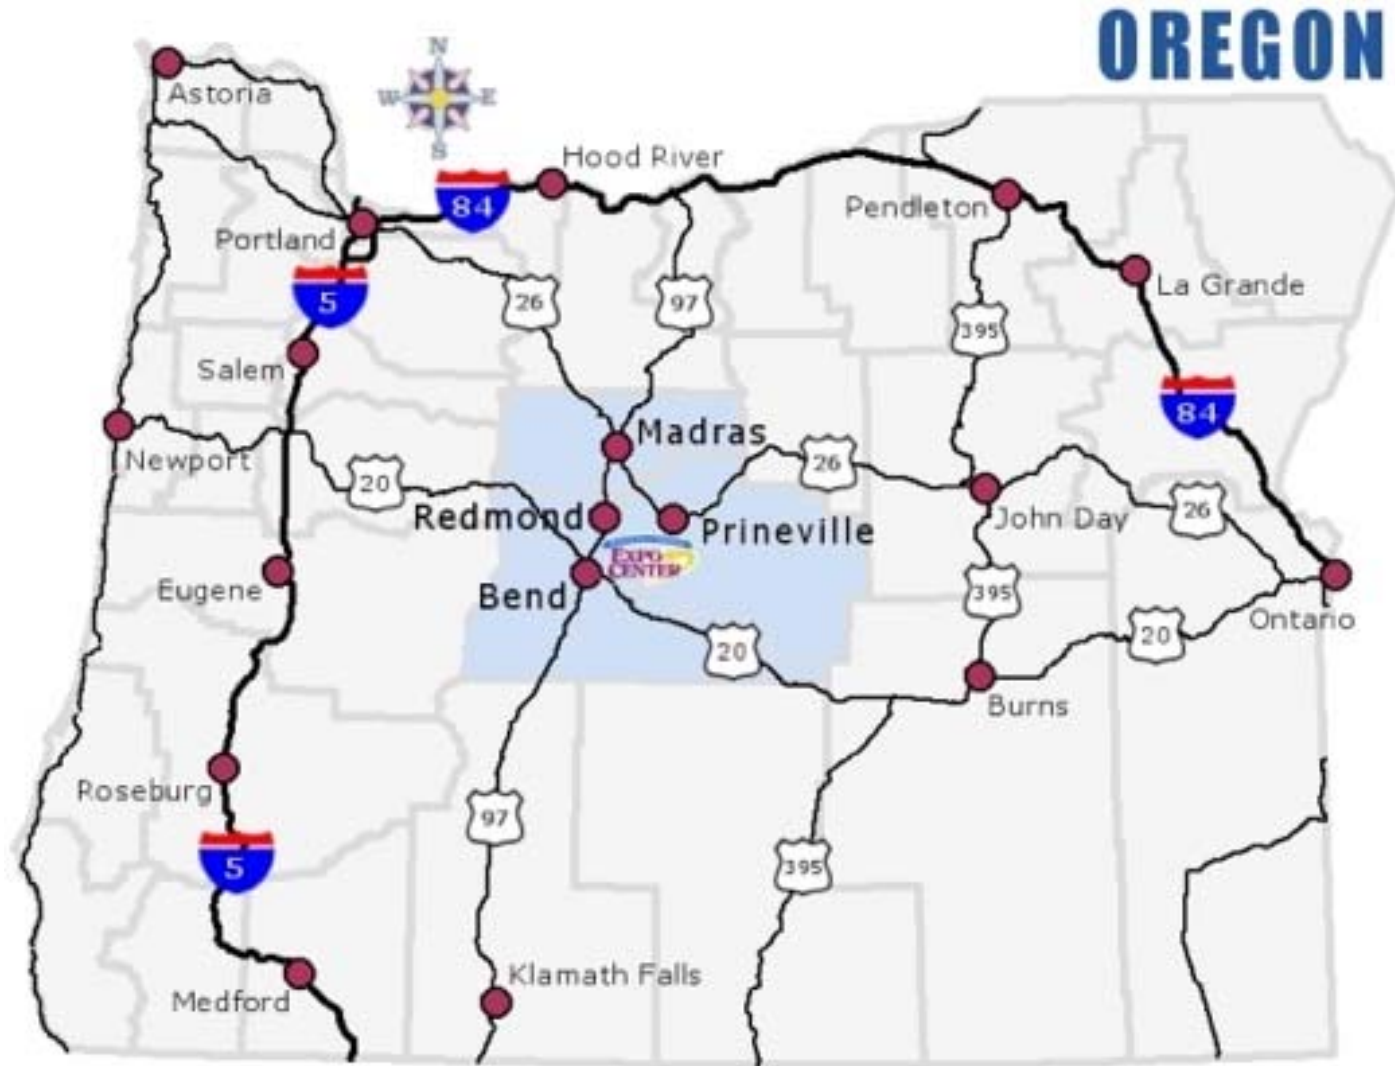 OREGON
N
W
E
S
Astoria
Hood River
84
Pendleton
Portland
5
26
97
395
La Grande
Salem
84
Newport
Madras
20
26
Redmond
Prineville
John Day
26
EXPO
CENTER
Eugene
Bend
395
Ontario
20
20
Burns
Roseburg
97
5
395
Klamath Falls
Medford